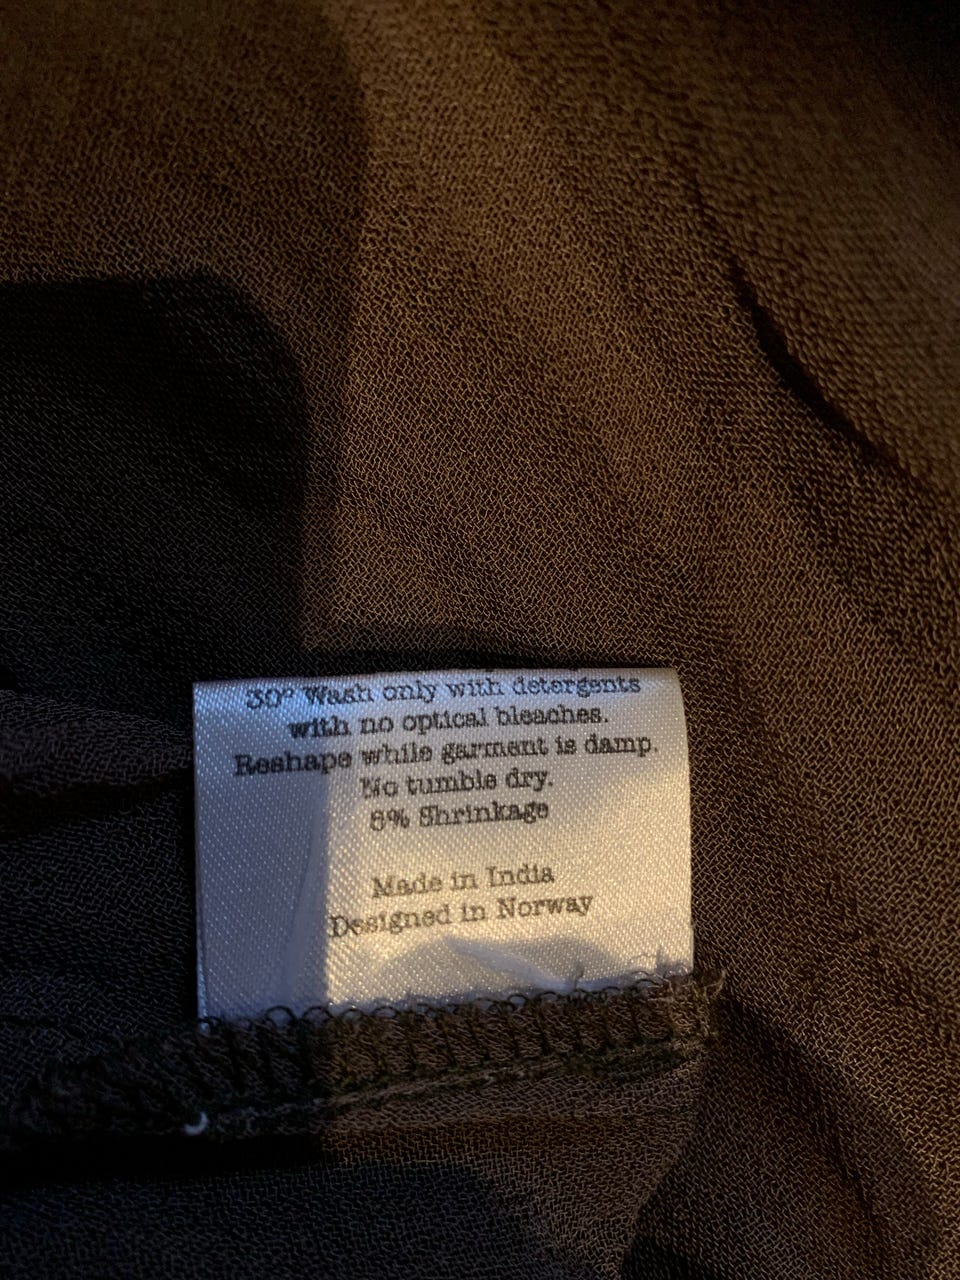 30° Wash only with detergents
with no optical bleaches.
Reshape while garment is damp.
No tumble dry.
Shrinkage
Made in India
Designed in Norway